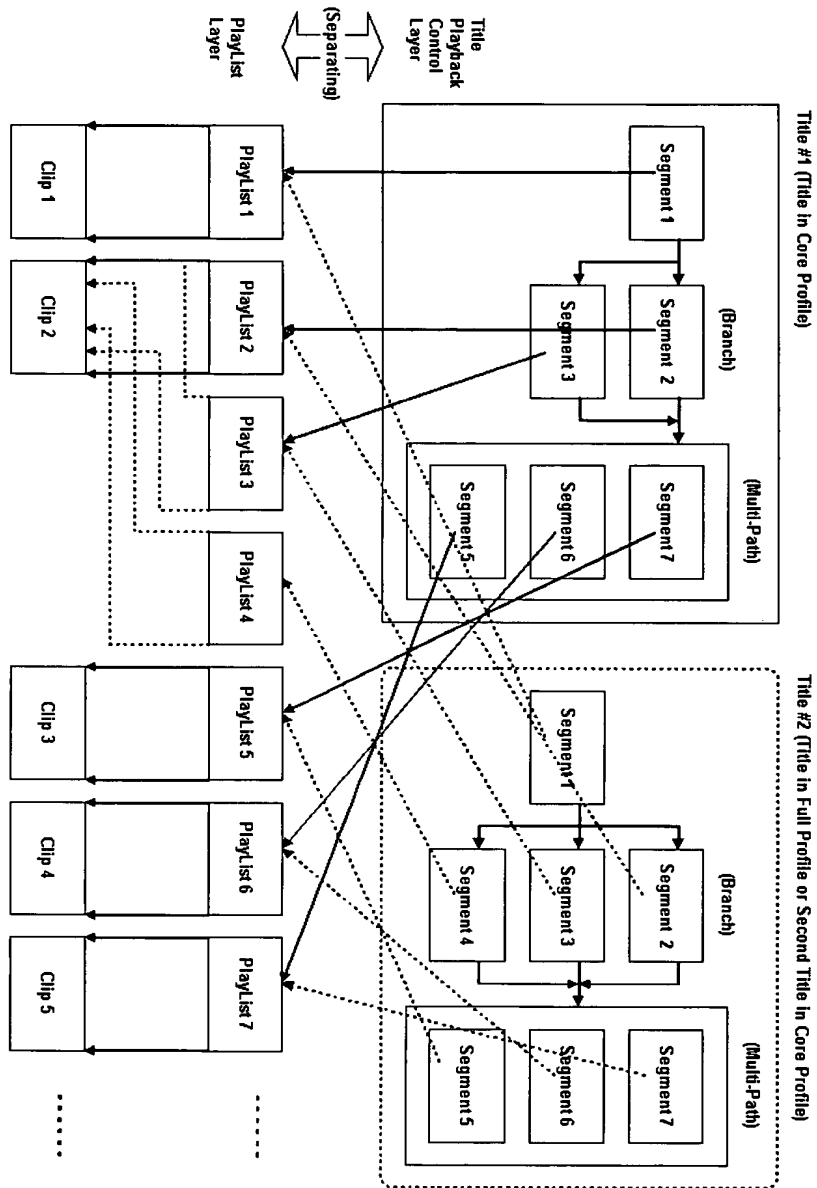 Title #1 (Title in Core Profile)
Title #2 (Title in Full Profile or Second Title in Core Profile)
Title
Playback
Control
Layer
(Separating)
PlayList
Layer
(Branch)
(Multi-Path)
Segment 1
Segment 2
Segment 3
Segment 7
Segment 6
Segment 5
(Branch)
(Multi-Path)
Segment 1
Segment 2
Segment 3
Segment 4
Segment 7
Segment 6
Segment 5
PlayList 1
PlayList 2
PlayList 3
PlayList 4
PlayList 5
PlayList 6
PlayList 7
Clip 1
Clip 2
Clip 3
Clip 4
Clip 5